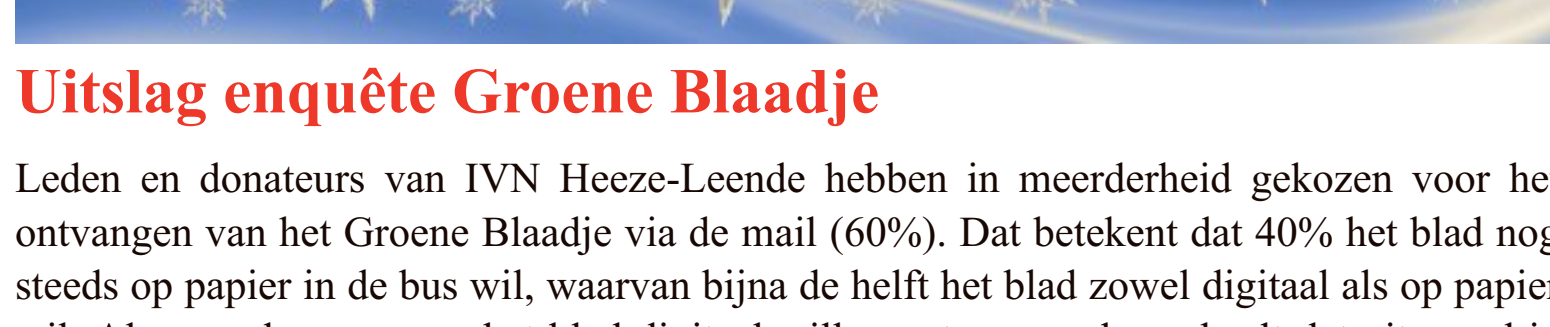 Uitslag enquête Groene Blaadje
Leden en donateurs van IVN Heeze-Leende hebben in meerderheid gekozen voor het
ontvangen van het Groene Blaadje via de mail (60%). Dat betekent dat 40% het blad nog
steeds op papier in de bus wil, waarvan bijna de helft het blad zowel digitaal als op papier